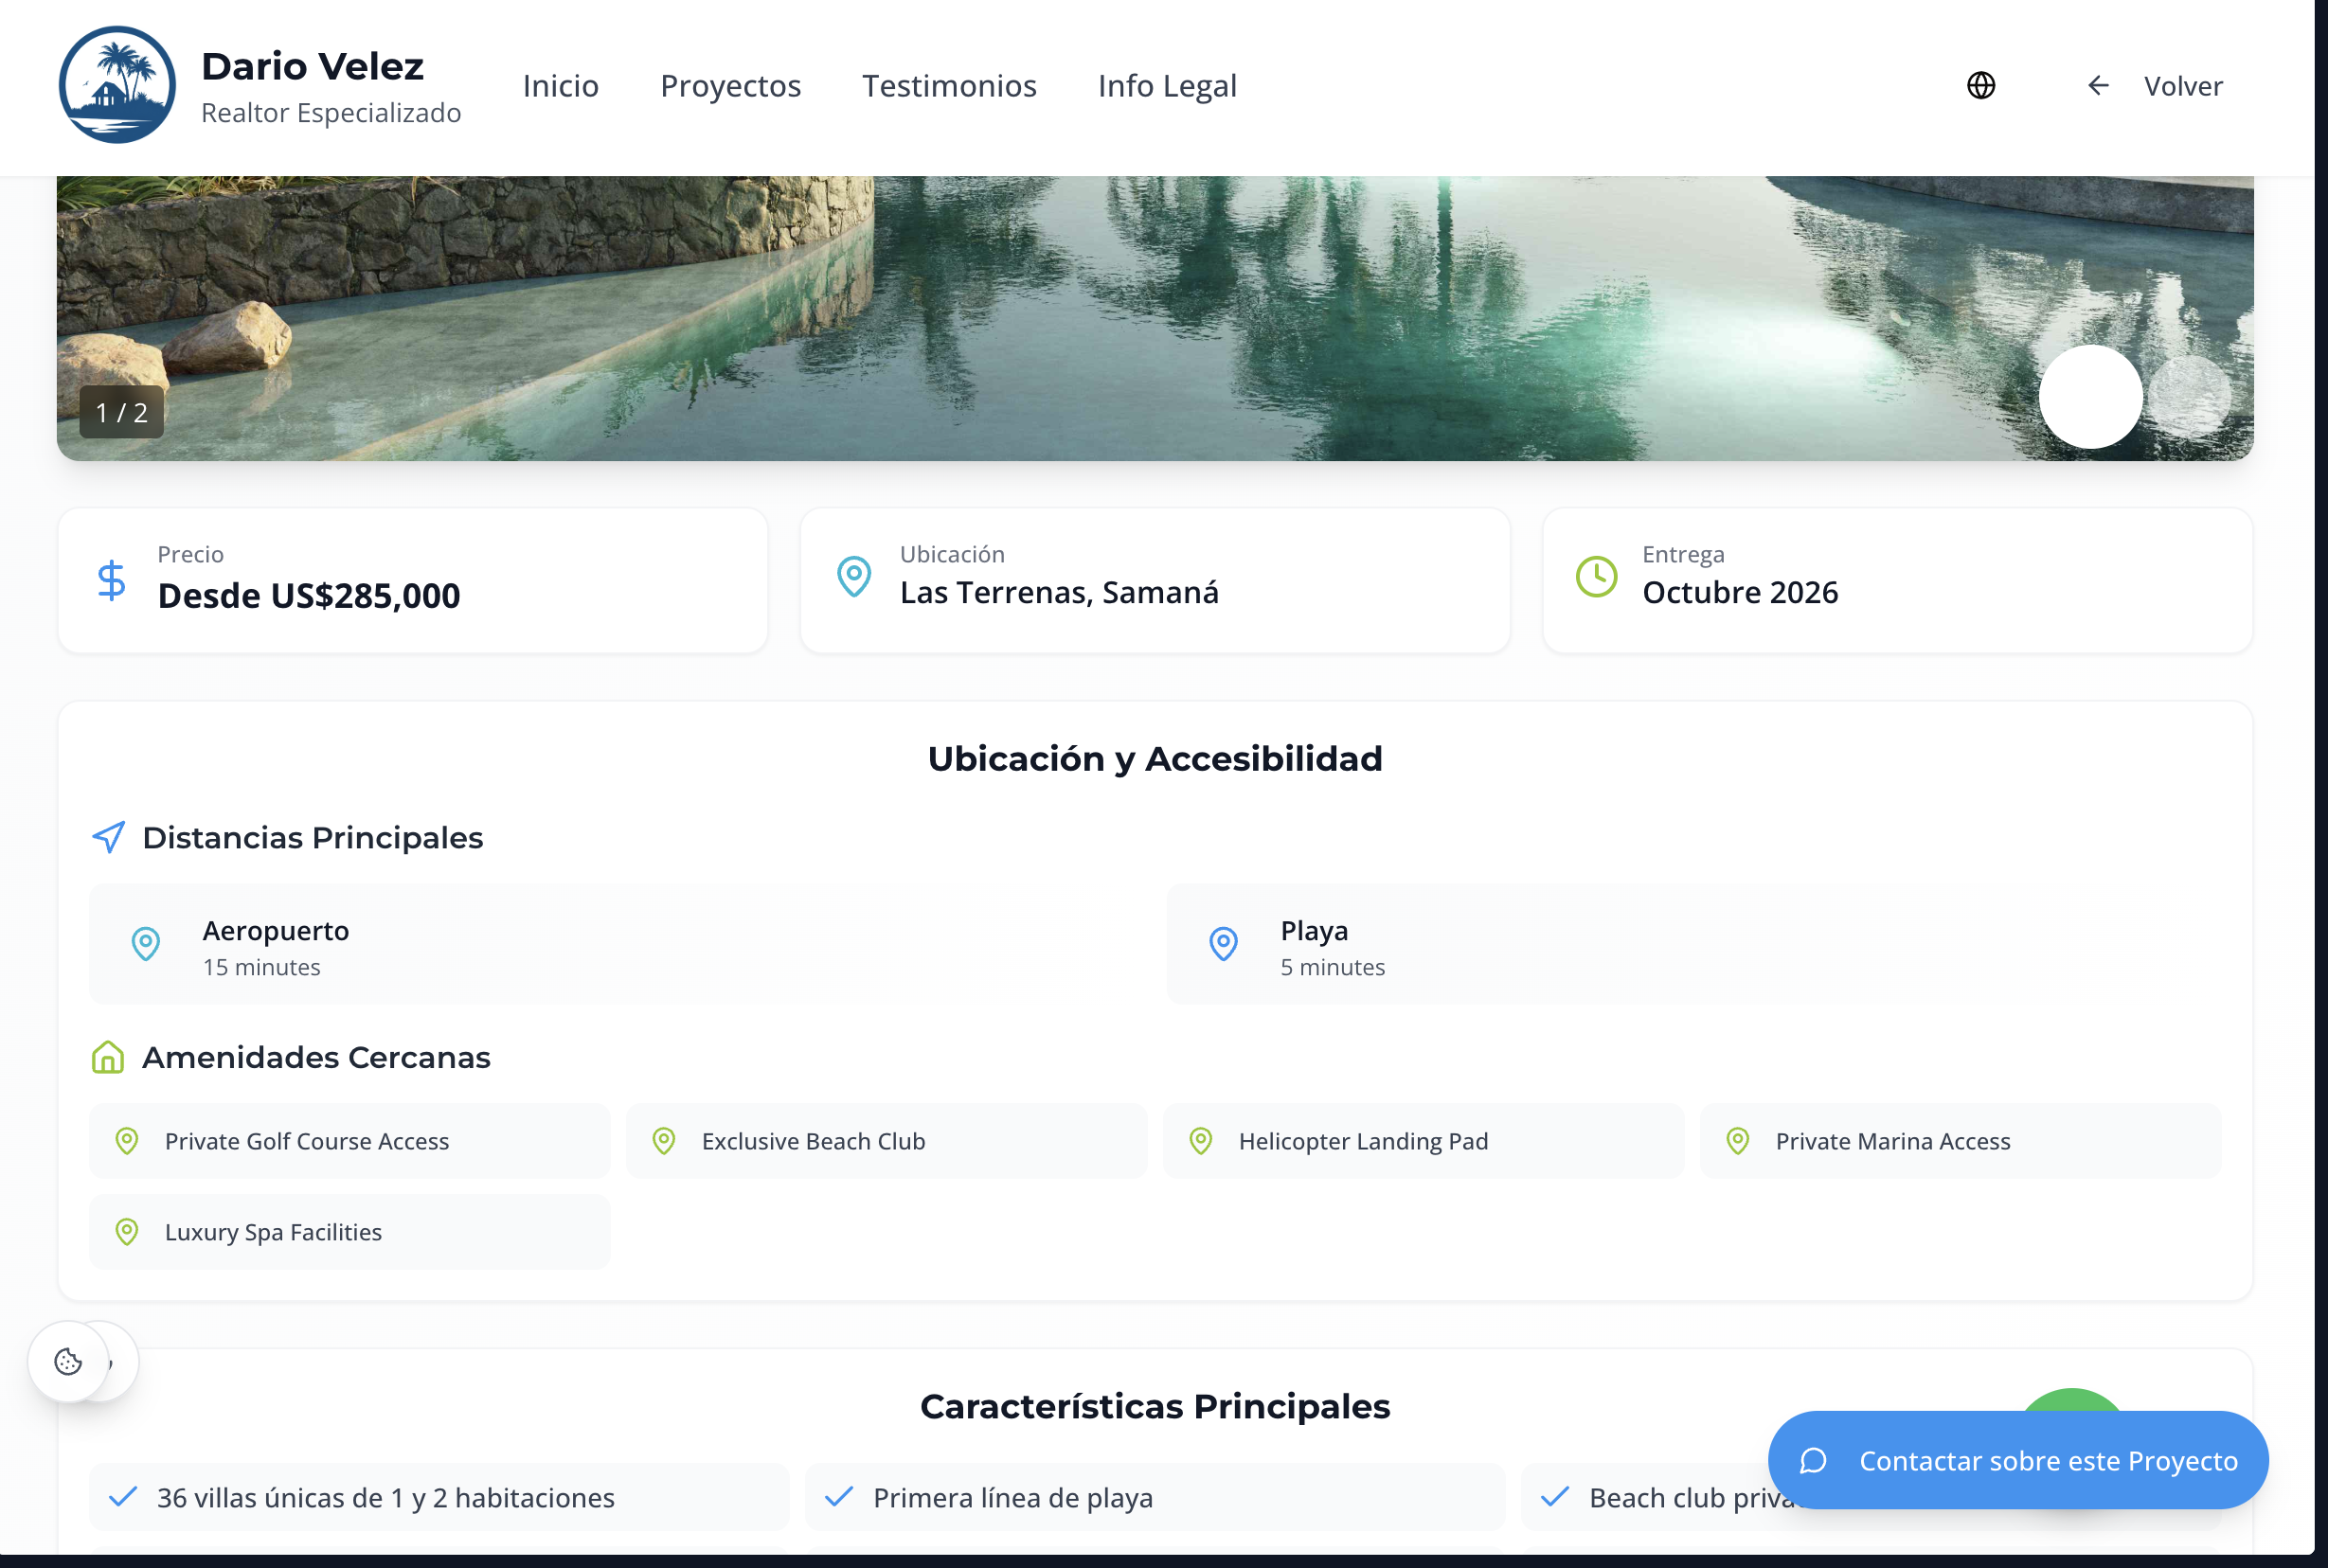 Dario Velez
Realtor Especializado
Inicio
Proyectos
Testimonios
Info Legal
Volver
1 / 2
Precio
Desde US$285,000
Ubicación
Las Terrenas, Samaná
Entrega
Octubre 2026
Ubicación y Accesibilidad
Distancias Principales
Aeropuerto
15 minutes
Playa
5 minutes
Amenidades Cercanas
Private Golf Course Access
Exclusive Beach Club
Helicopter Landing Pad
Private Marina Access
Luxury Spa Facilities
Características Principales
36 villas únicas de 1 y 2 habitaciones
Primera línea de playa
Beach club
Contactar sobre este Proyecto